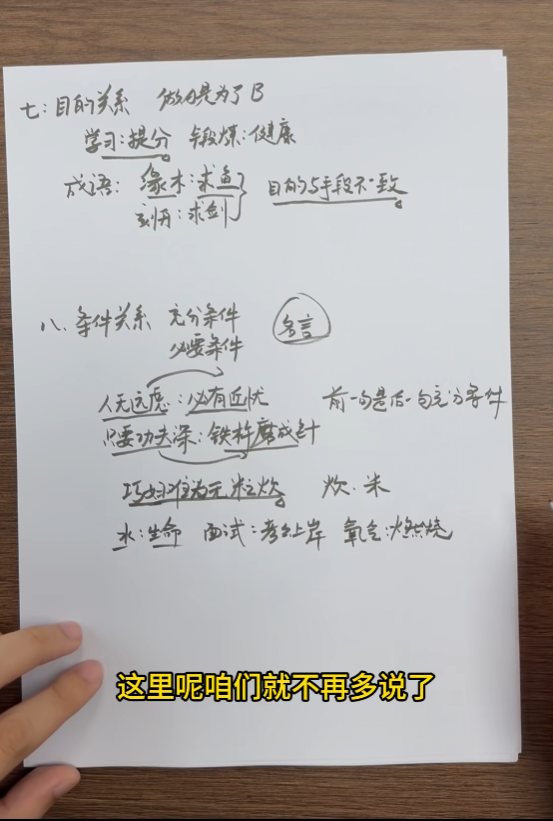 七:目的关系 做A是为了B
学习:提分 锻炼:健康
成语:缘木:求鱼
刻舟:求剑
目的与手段不一致
八、条件关系 充分条件
必要条件
名言
人无远虑:必有近忧 前一句是后一句充分条件
只要功夫深:铁杵磨成针
巧妇难为无米之炊 炊.米
水:生命 面试:考公上岸 氧气:燃烧
这里呢咱们就不再多说了